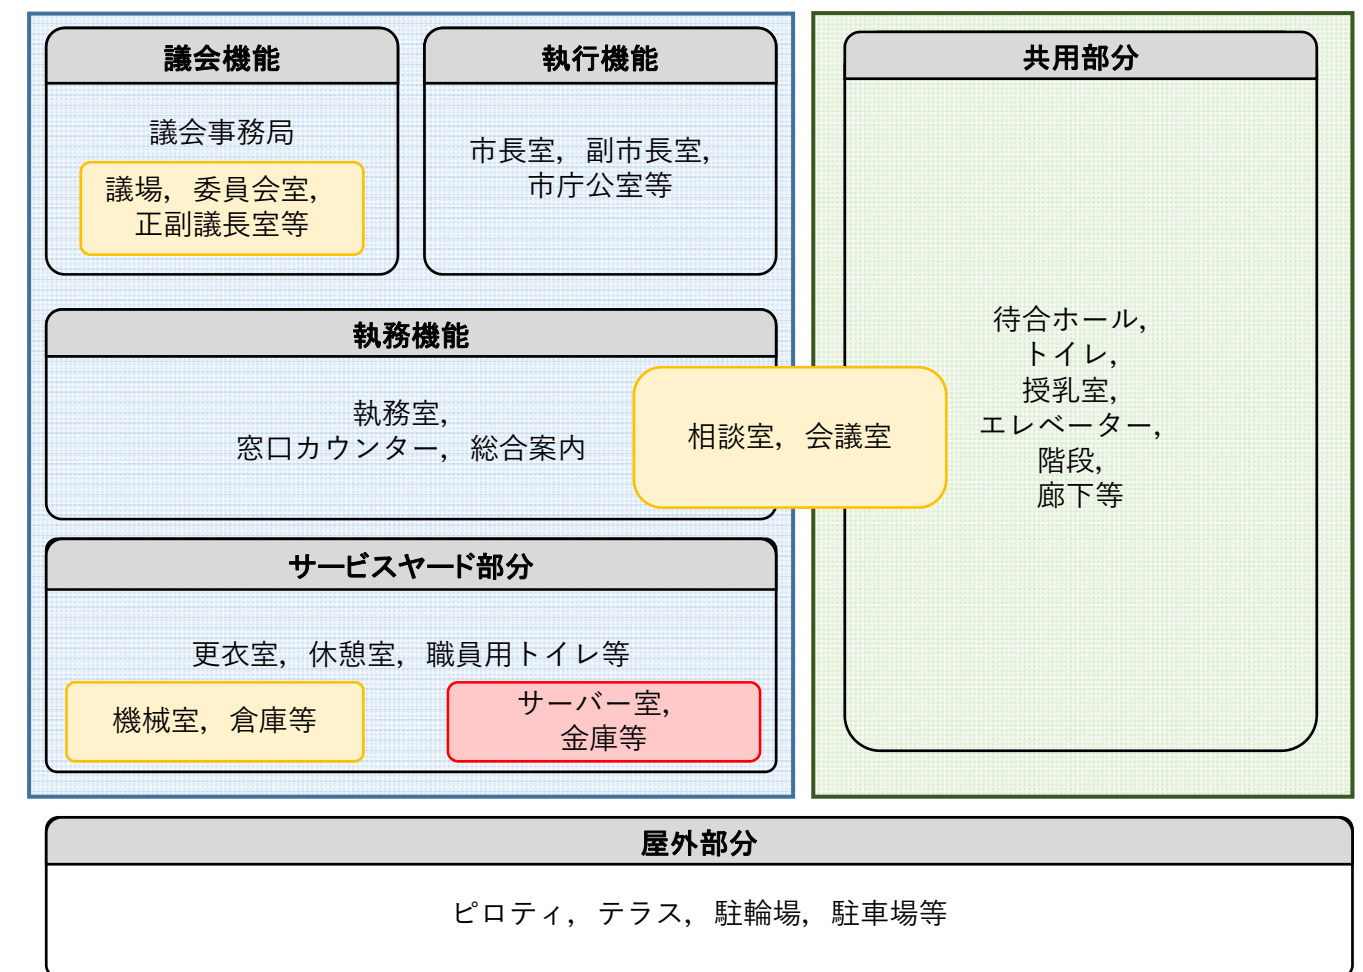 議会機能
議会事務局
議場，委員会室，
正副議長室等
執行機能
市長室，副市長室，
市庁公室等
執務機能
執務室，
窓口カウンター，総合案内
相談室，会議室
サービスヤード部分
更衣室，休憩室，職員用トイレ等
機械室，倉庫等
サーバー室，
金庫等
共用部分
待合ホール，
トイレ，
授乳室，
エレベーター，
階段，
廊下等
屋外部分
ピロティ，テラス，駐輪場，駐車場等